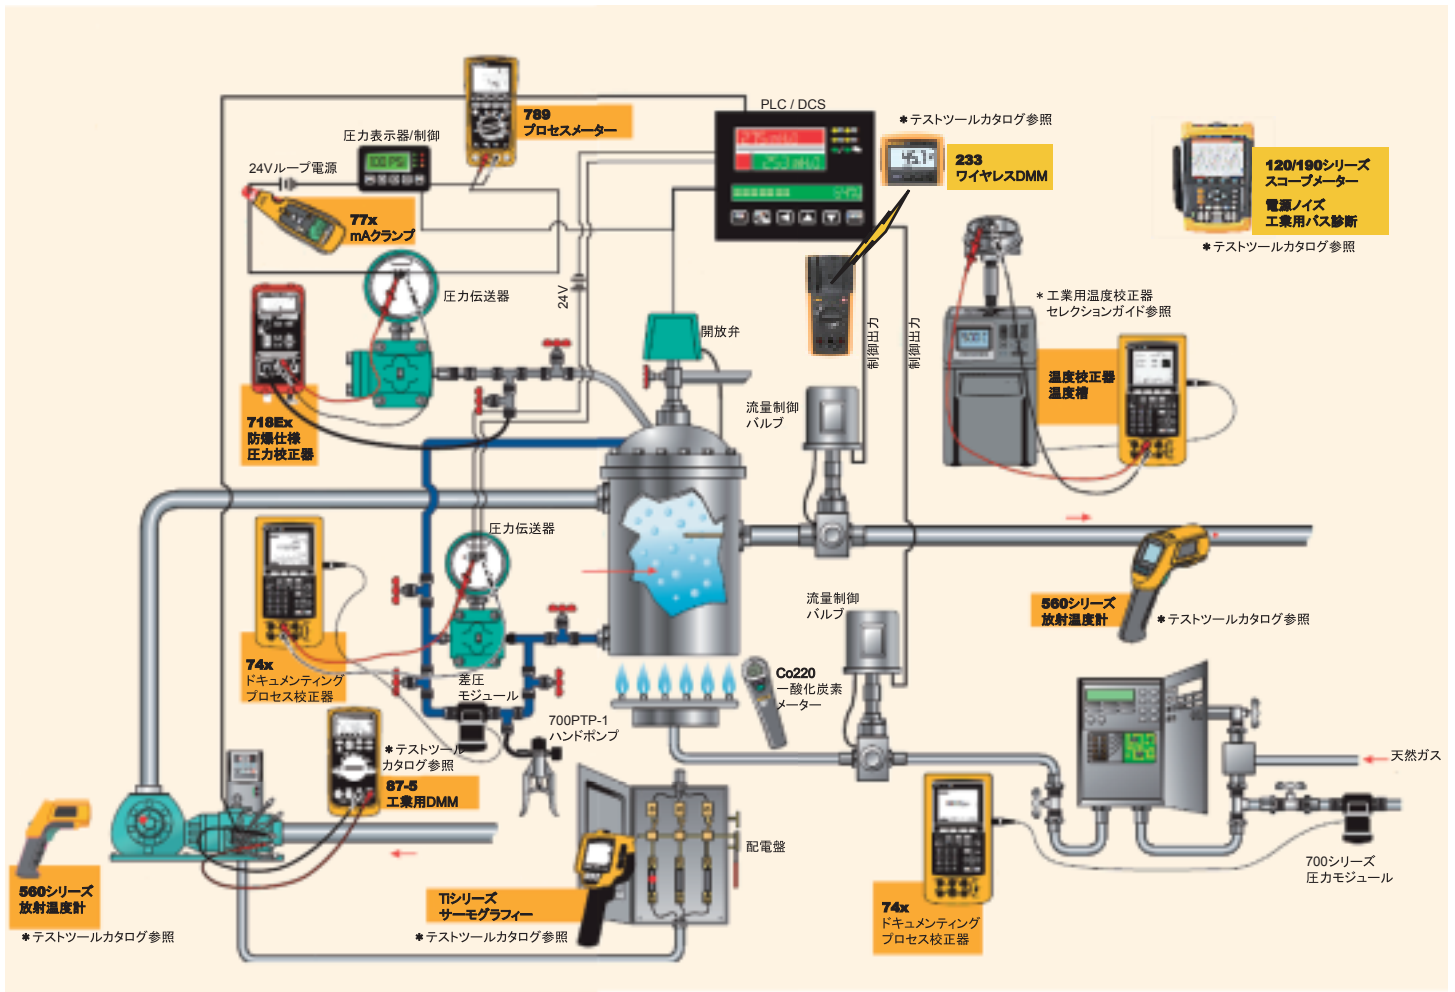 PLC / DCS
789
プロセスメーター
圧力表示器/制御
100 PSI
24Vループ電源
77x
mAクランプ
圧力伝送器
24V
718Ex
防爆仕様
圧力校正器
開放弁
＊テストツールカタログ参照
233
ワイヤレスDMM
制御出力
制御出力
120/190シリーズ
スコープメーター
電源ノイズ
工業用バス診断
＊テストツールカタログ参照
＊工業用温度校正器
セレクションガイド参照
温度校正器
温度槽
流量制御
バルブ
圧力伝送器
流量制御
バルブ
560シリーズ
放射温度計
＊テストツールカタログ参照
74x
ドキュメンティング
プロセス校正器
差圧
モジュール
700PTP-1
ハンドポンプ
Co220
一酸化炭素
メーター
＊テストツール
カタログ参照
87-5
工業用DMM
天然ガス
560シリーズ
放射温度計
＊テストツールカタログ参照
TIシリーズ
サーモグラフィー
＊テストツールカタログ参照
配電盤
74x
ドキュメンティング
プロセス校正器
700シリーズ
圧力モジュール